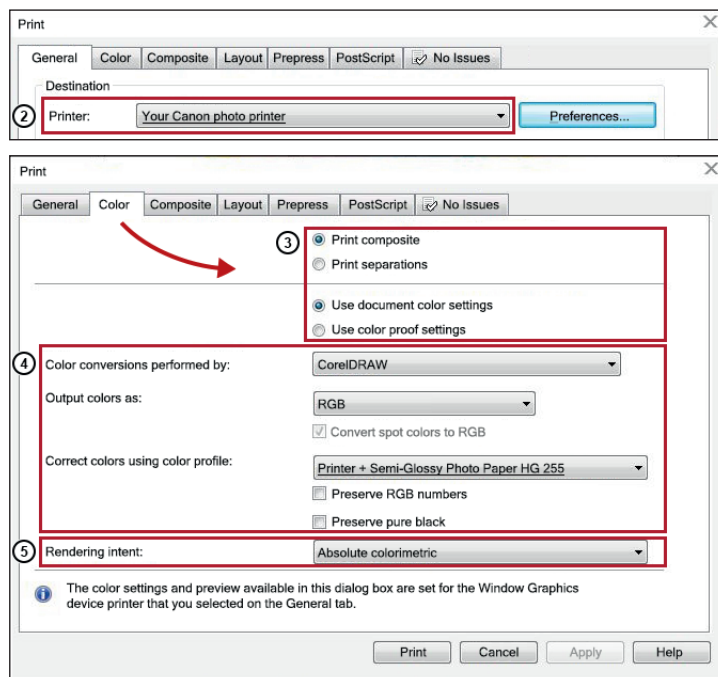 Print
General Color Composite Layout Prepress PostScript No Issues
Destination
2 Printer: Your Canon photo printer Preferences...
Print
General Color Composite Layout Prepress PostScript No Issues
3 Print composite
Print separations
Use document color settings
Use color proof settings
4 Color conversions performed by: CorelDRAW
Output colors as: RGB
Convert spot colors to RGB
Correct colors using color profile: Printer + Semi-Glossy Photo Paper HG 255
Preserve RGB numbers
Preserve pure black
5 Rendering intent: Absolute colorimetric
The color settings and preview available in this dialog box are set for the Window Graphics
device printer that you selected on the General tab.
Print Cancel Apply Help